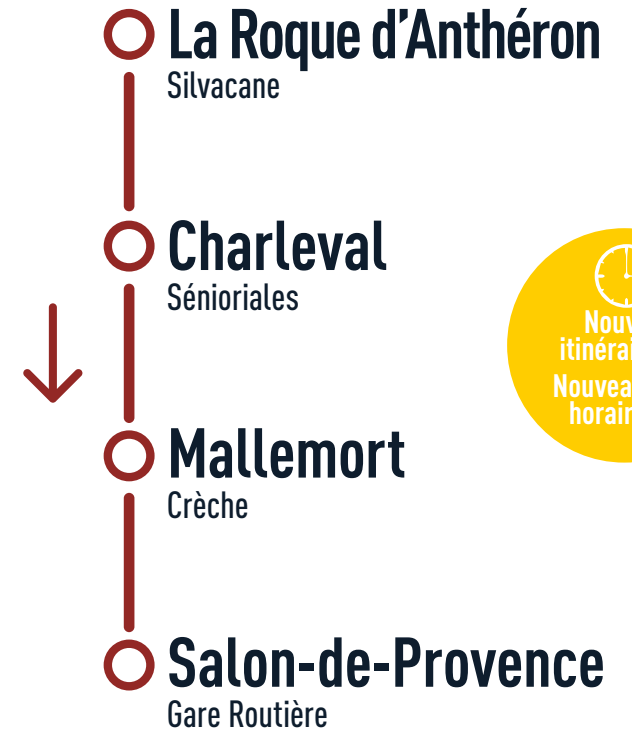 La Roque d'Anthéron
Silvacane
Charleval
Sénioriales
Mallemort
Crèche
Salon-de-Provence
Gare Routière